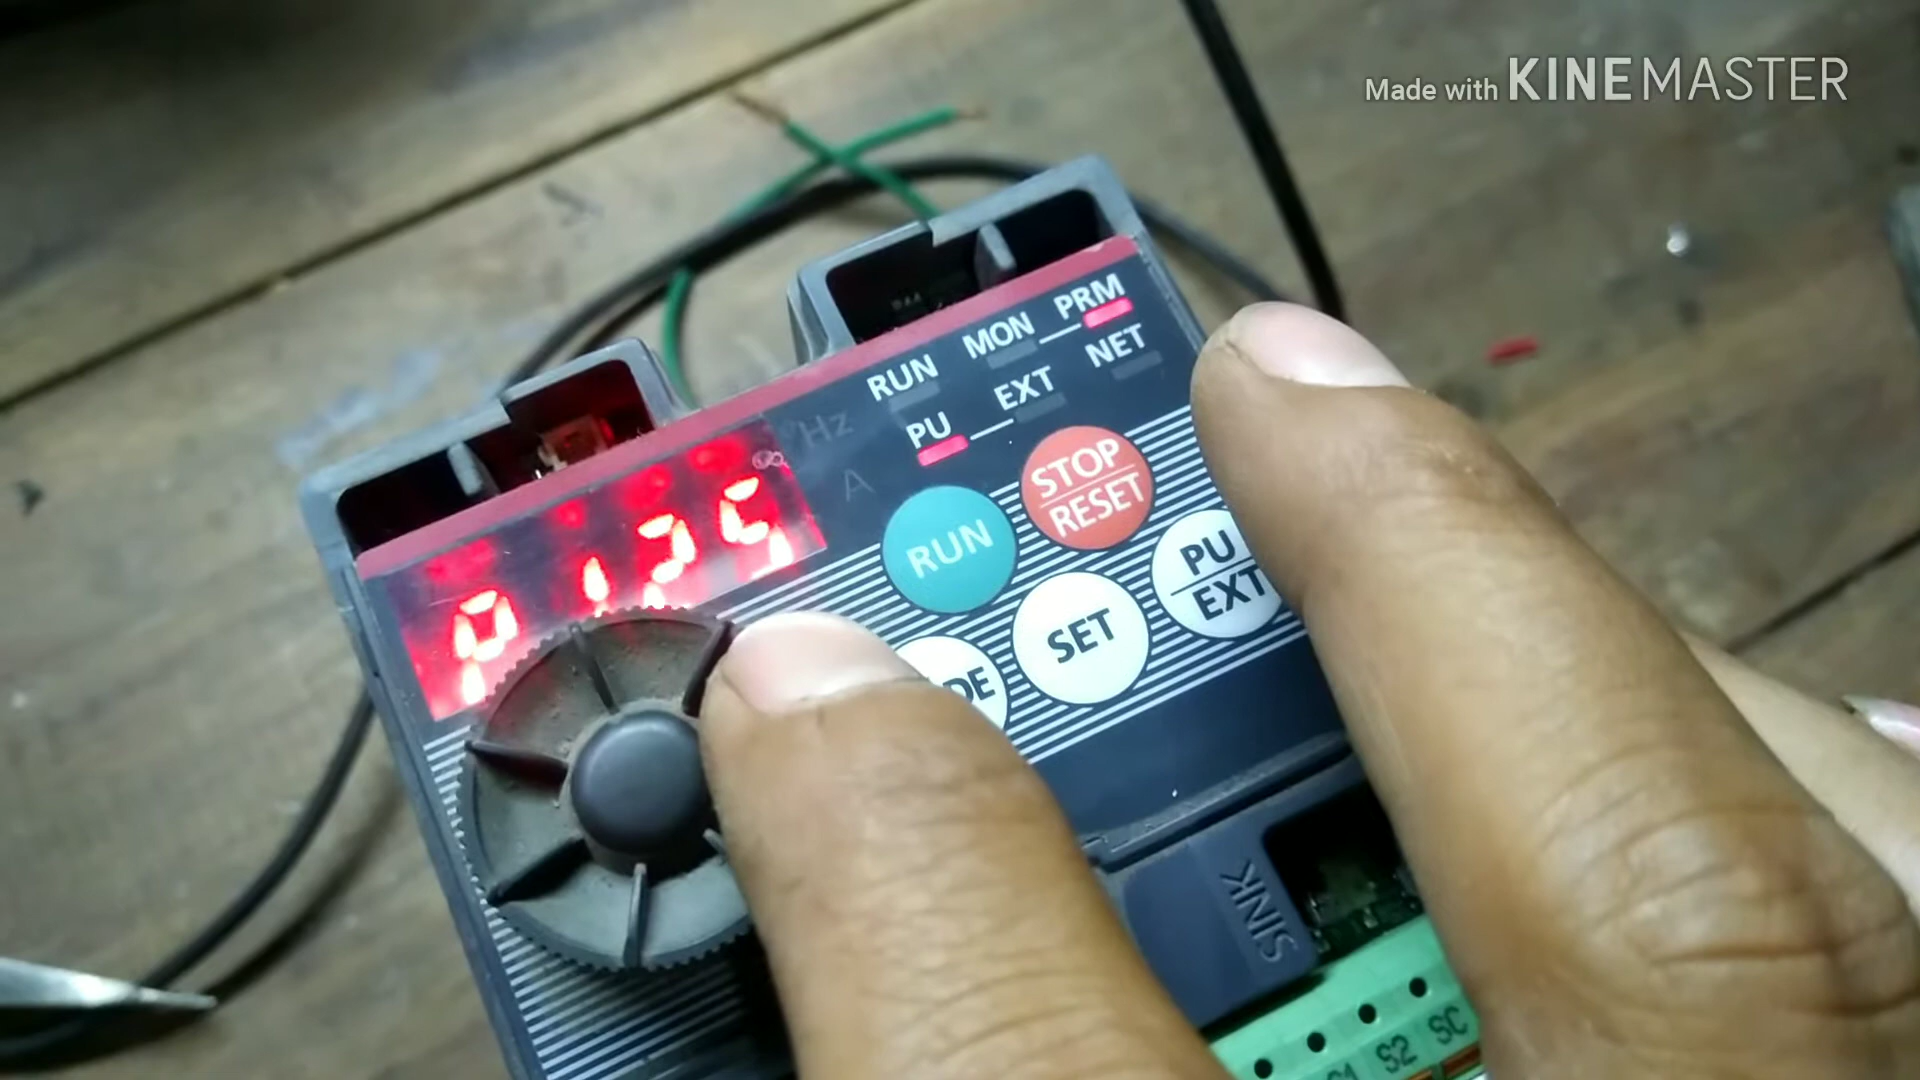 Made with KINEMASTER
RUN MON PRM
PU EXT NET
Hz
A
P.125
RUN
STOP
RESET
SET
PU
EXT
SINK
S2 SC